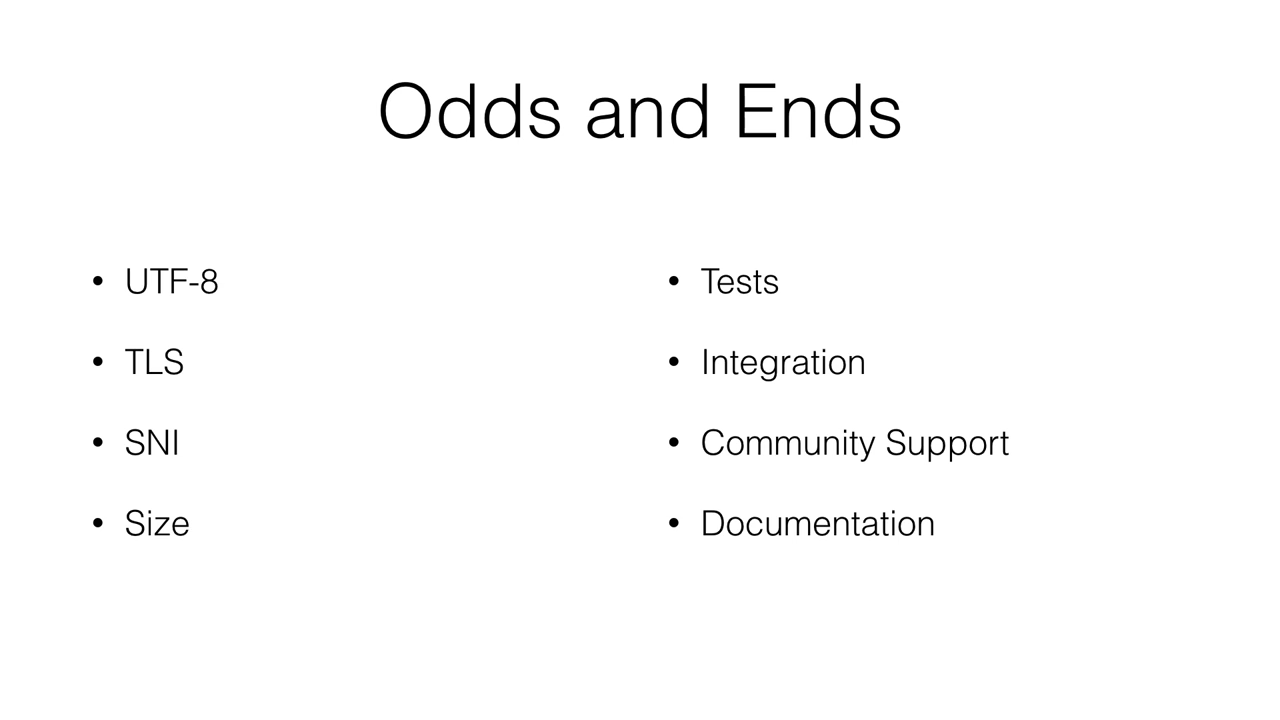 Odds and Ends
• UTF-8
• TLS
• SNI
• Size
• Tests
• Integration
• Community Support
• Documentation